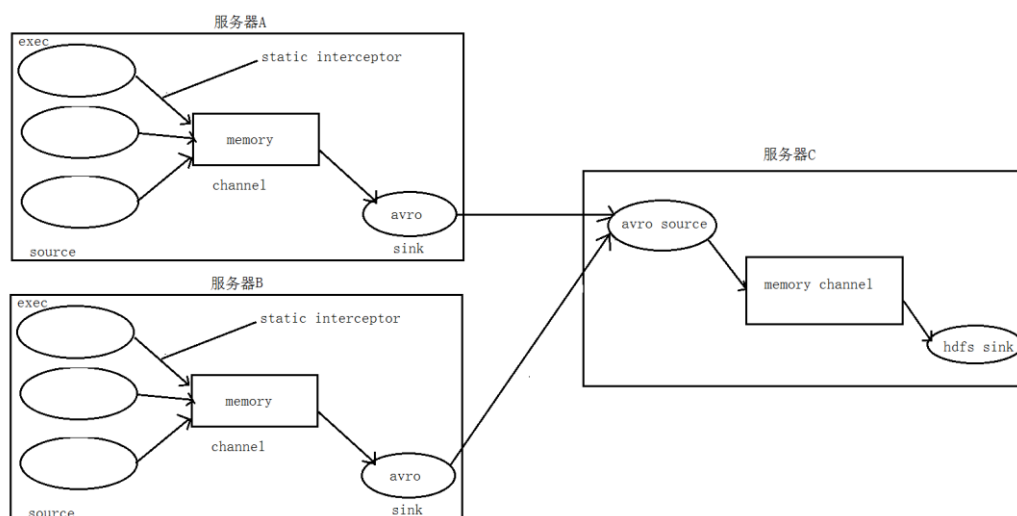 服务器A
exec
static interceptor
memory
channel
avro
sink
source
服务器B
exec
static interceptor
memory
channel
avro
sink
source
服务器C
avro source
memory channel
hdfs sink